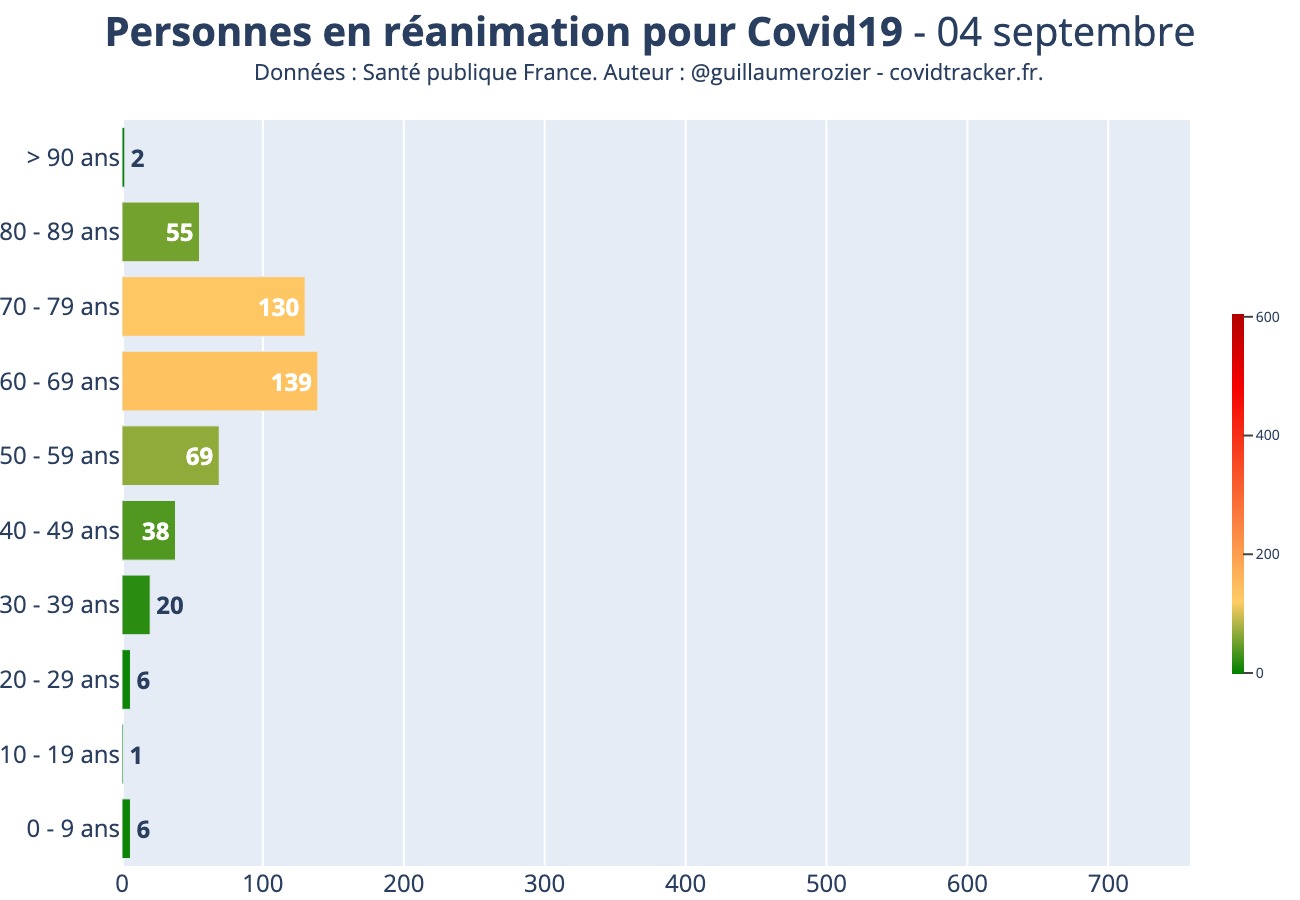 Personnes en réanimation pour Covid19 - 04 septembre
Données : Santé publique France. Auteur : @guillaumerozier - covidtracker.fr.
> 90 ans 2
80 - 89 ans 55
70 - 79 ans 130
60 - 69 ans 139
50 - 59 ans 69
40 - 49 ans 38
30 - 39 ans 20
20 - 29 ans 6
10 - 19 ans 1
0 - 9 ans 6
0 100 200 300 400 500 600 700
600
400
200
0